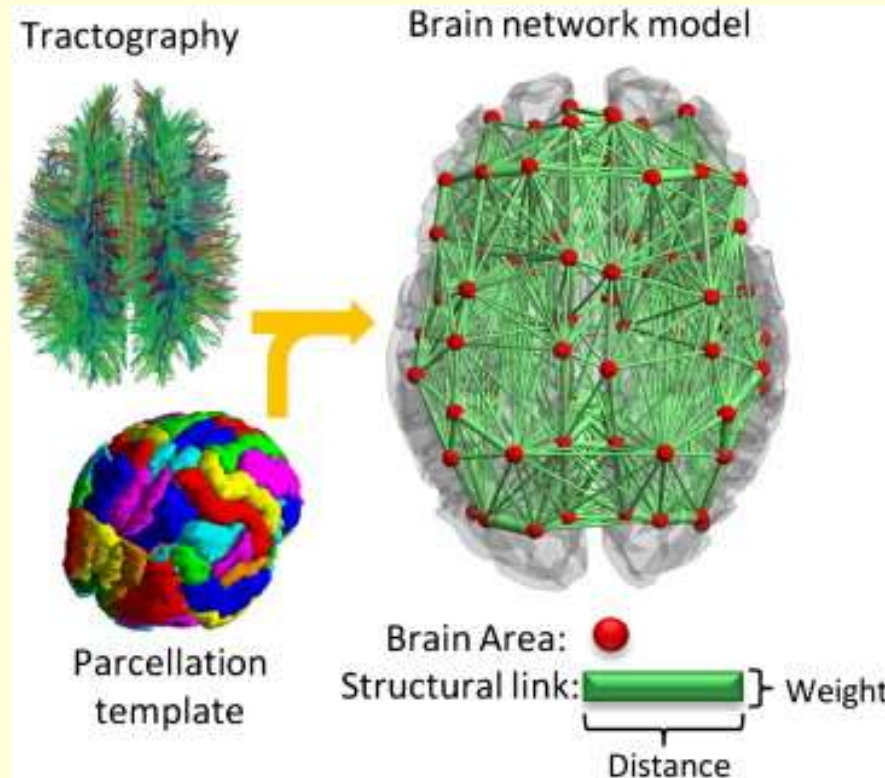 Tractography
Brain network model
Parcellation
template
Brain Area:
Structural link:
Weight
Distance